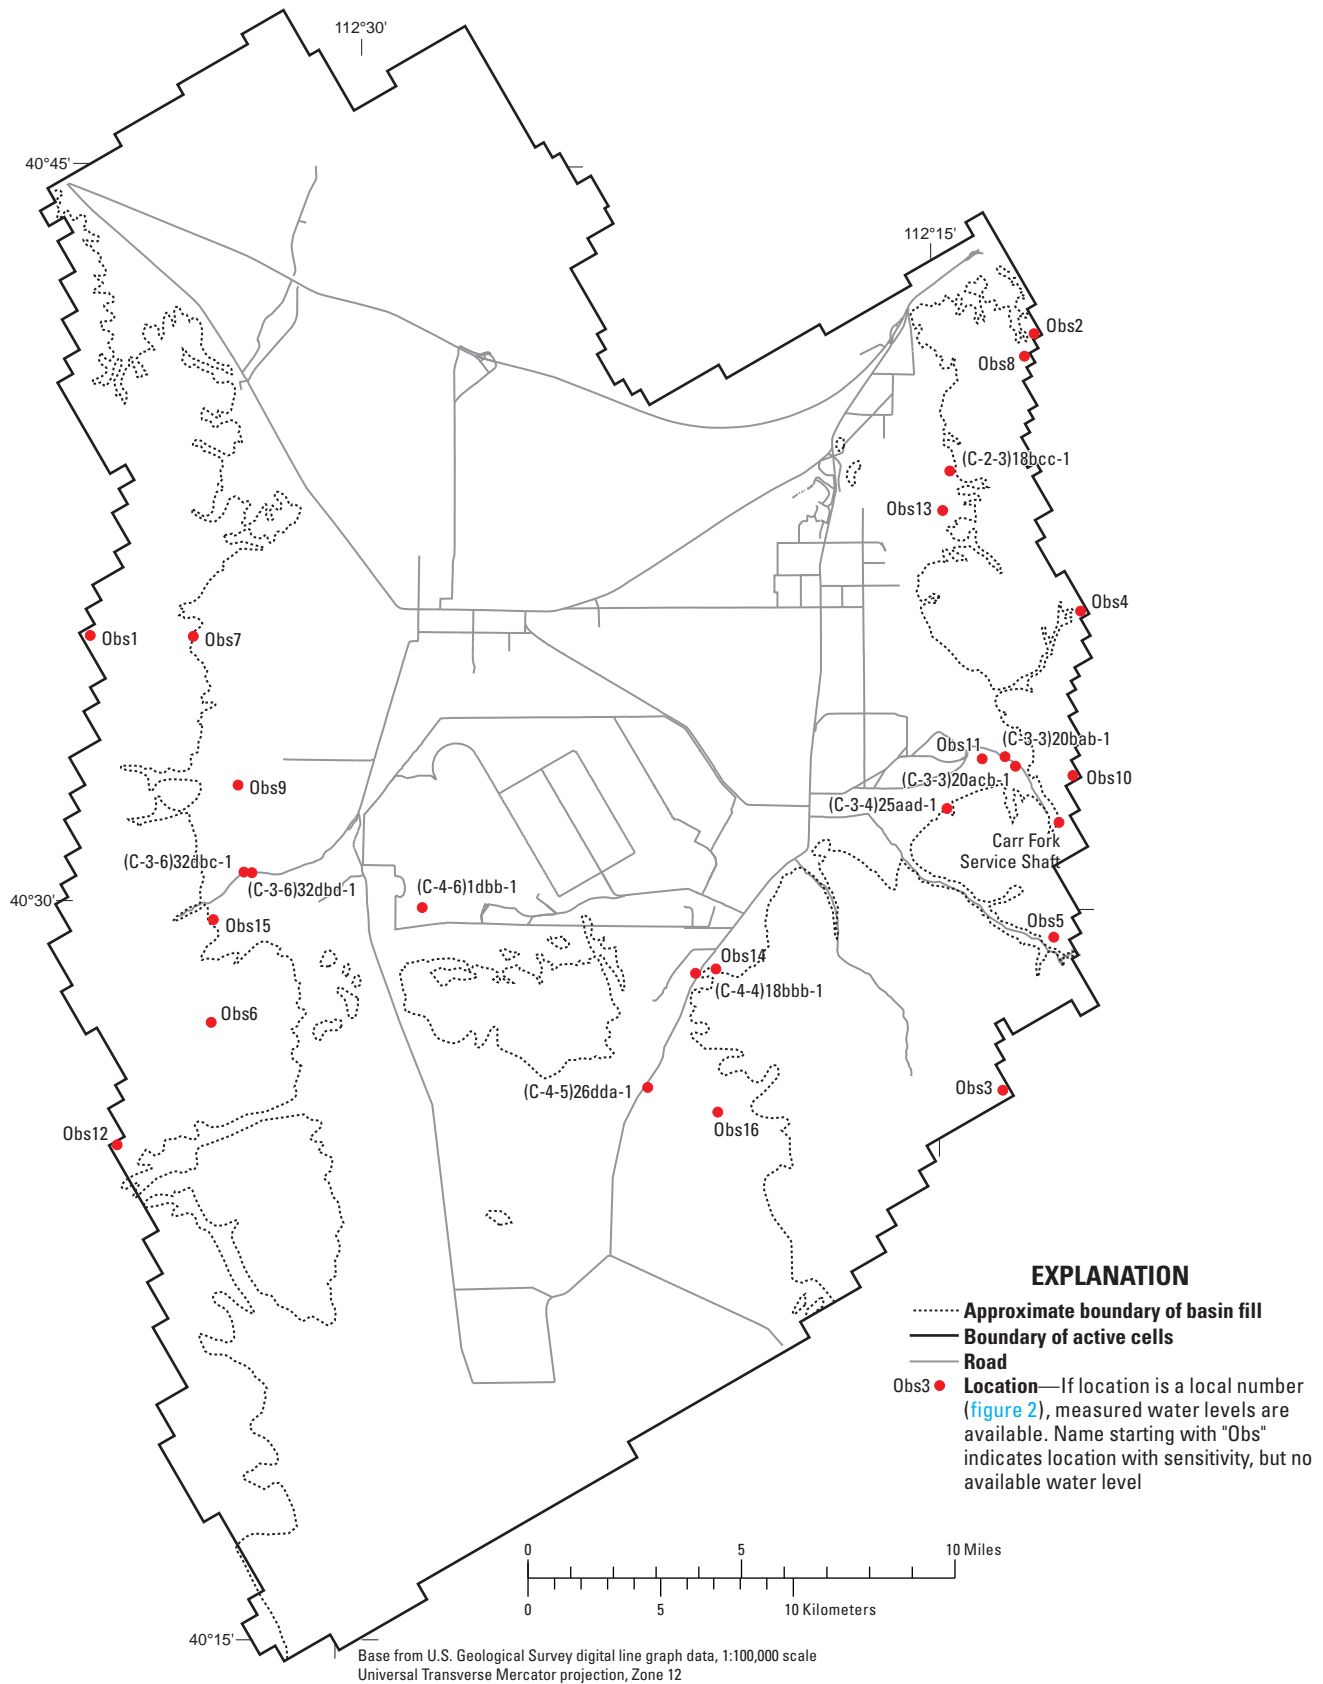 112°30'
40°45'
112°15'
Obs2
Obs8
(C-2-3)18bcc-1
Obs13
Obs4
Obs1
Obs7
Obs11
(C-3-3)20bab-1
(C-3-3)20acb-1
Obs10
Obs9
(C-3-4)25aad-1
Carr Fork
Service Shaft
(C-3-6)32dbc-1
(C-3-6)32dbd-1
(C-4-6)1dbb-1
40°30'
Obs15
Obs5
Obs14
(C-4-4)18bbb-1
Obs6
(C-4-5)26dda-1
Obs3
Obs16
Obs12
EXPLANATION
Approximate boundary of basin fill
Boundary of active cells
Road
Obs3 Location—If location is a local number
(figure 2), measured water levels are
available. Name starting with "Obs"
indicates location with sensitivity, but no
available water level
0 5 10 Miles
0 5 10 Kilometers
40°15'
Base from U.S. Geological Survey digital line graph data, 1:100,000 scale
Universal Transverse Mercator projection, Zone 12